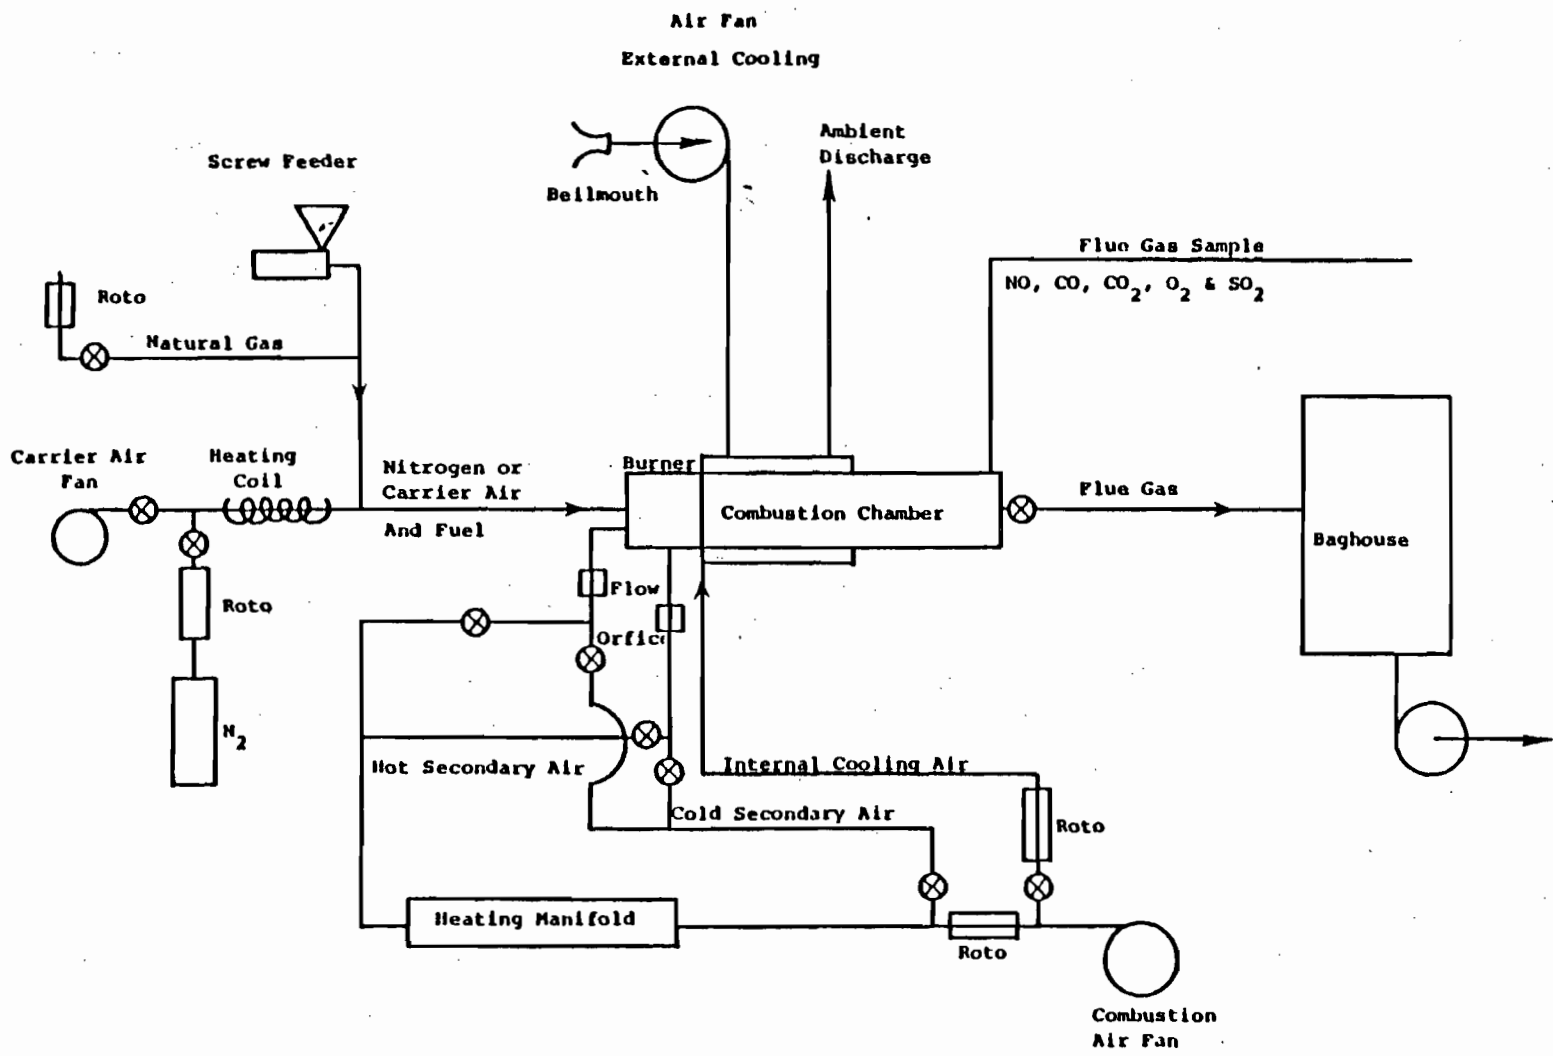 Air Fan
External Cooling
Ambient
Discharge
Screw Feeder
Beilmouth
Flue Gas Sample
NO, CO, CO2, O2 & SO2
Roto
Natural Gas
Carrier Air
Fan
Heating
Coil
Nitrogen or
Carrier Air
And Fuel
Burner
Combustion Chamber
Flue Gas
Baghouse
Flow
Orfice
Roto
N2
Hot Secondary Air
Internal Cooling Air
Cold Secondary Air
Roto
Heating Manifold
Roto
Combustion
Air Fan